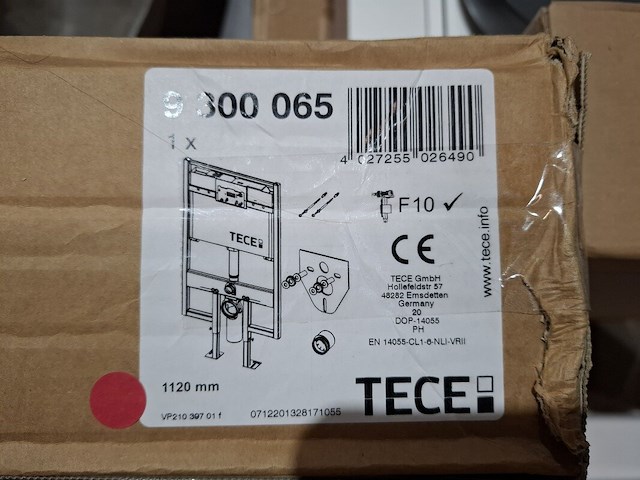 9 300 065
1 x
4 027255 026490
TECE
F10 ✓
CE
TECE GmbH
Hollefeldstr 57
48282 Emsdetten
Germany
20
DOP-14055
PH
EN 14055-CL1-6-NLI-VRII
www.tece.info
1120 mm
TECE
VP210 397 01 f
0712201328171055